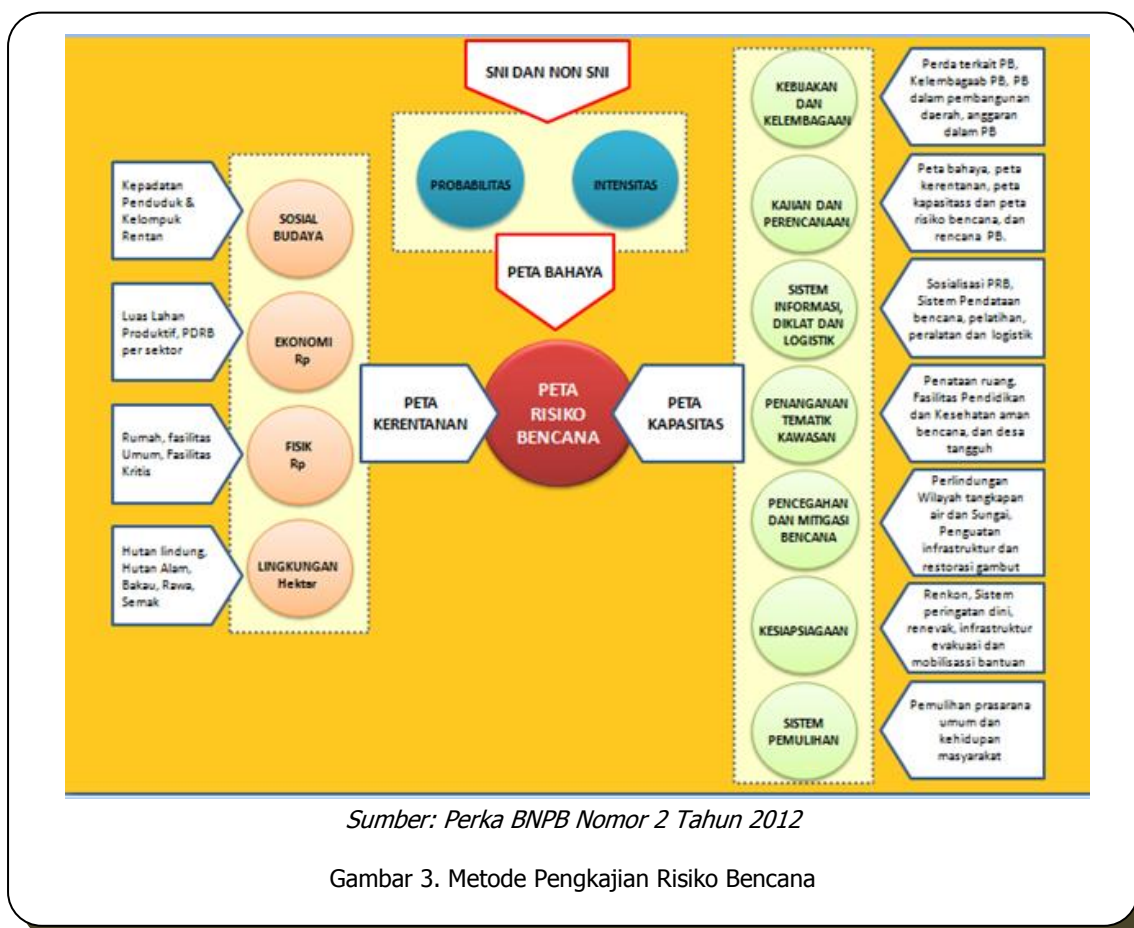 SNI DAN NON SNI
PROBABILITAS
INTENSITAS
PETA BAHAYA
Kepadatan
Penduduk &
Kelompuk
Rentan
SOSIAL
BUDAYA
Luas Lahan
Produktif, PDRB
per sektor
EKONOMI
Rp
Rumah, fasilitas
Umum, Fasilitas
Kritis
FISIK
Rp
Hutan lindung,
Hutan Alam,
Bakau, Rawa,
Semak
LINGKUNGAN
Hektar
PETA
KERENTANAN
PETA
RISIKO
BENCANA
PETA
KAPASITAS
KEBIJAKAN
DAN
KELEMBAGAAN
Perda terkait PB,
Kelembagaab PB, PB
dalam pembangunan
daerah, anggaran
dalam PB
KAJIAN DAN
PERENCANAAN
Peta bahaya, peta
kerentanan, peta
kapasitass dan peta
risiko bencana, dan
rencana PB.
SISTEM
INFORMASI,
DIKLAT DAN
LOGISTIK
Sosialisasi PRB,
Sistem Pendataan
bencana, pelatihan,
peralatan dan logistik
PENANGANAN
TEMATIK
KAWASAN
Penataan ruang,
Fasilitas Pendidikan
dan Kesehatan aman
bencana, dan desa
tangguh
PENCEGAHAN
DAN MITIGASI
BENCANA
Perlindungan
Wilayah tangkapan
air dan Sungai,
Penguatan
infrastruktur dan
restorasi gambut
KESIAPSIAGAAN
Renkon, Sistem
peringatan dini,
renevak, infrastruktur
evakuasi dan
mobilisassi bantuan
SISTEM
PEMULIHAN
Pemulihan prasarana
umum dan
kehidupan
masyarakat
Sumber: Perka BNPB Nomor 2 Tahun 2012
Gambar 3. Metode Pengkajian Risiko Bencana